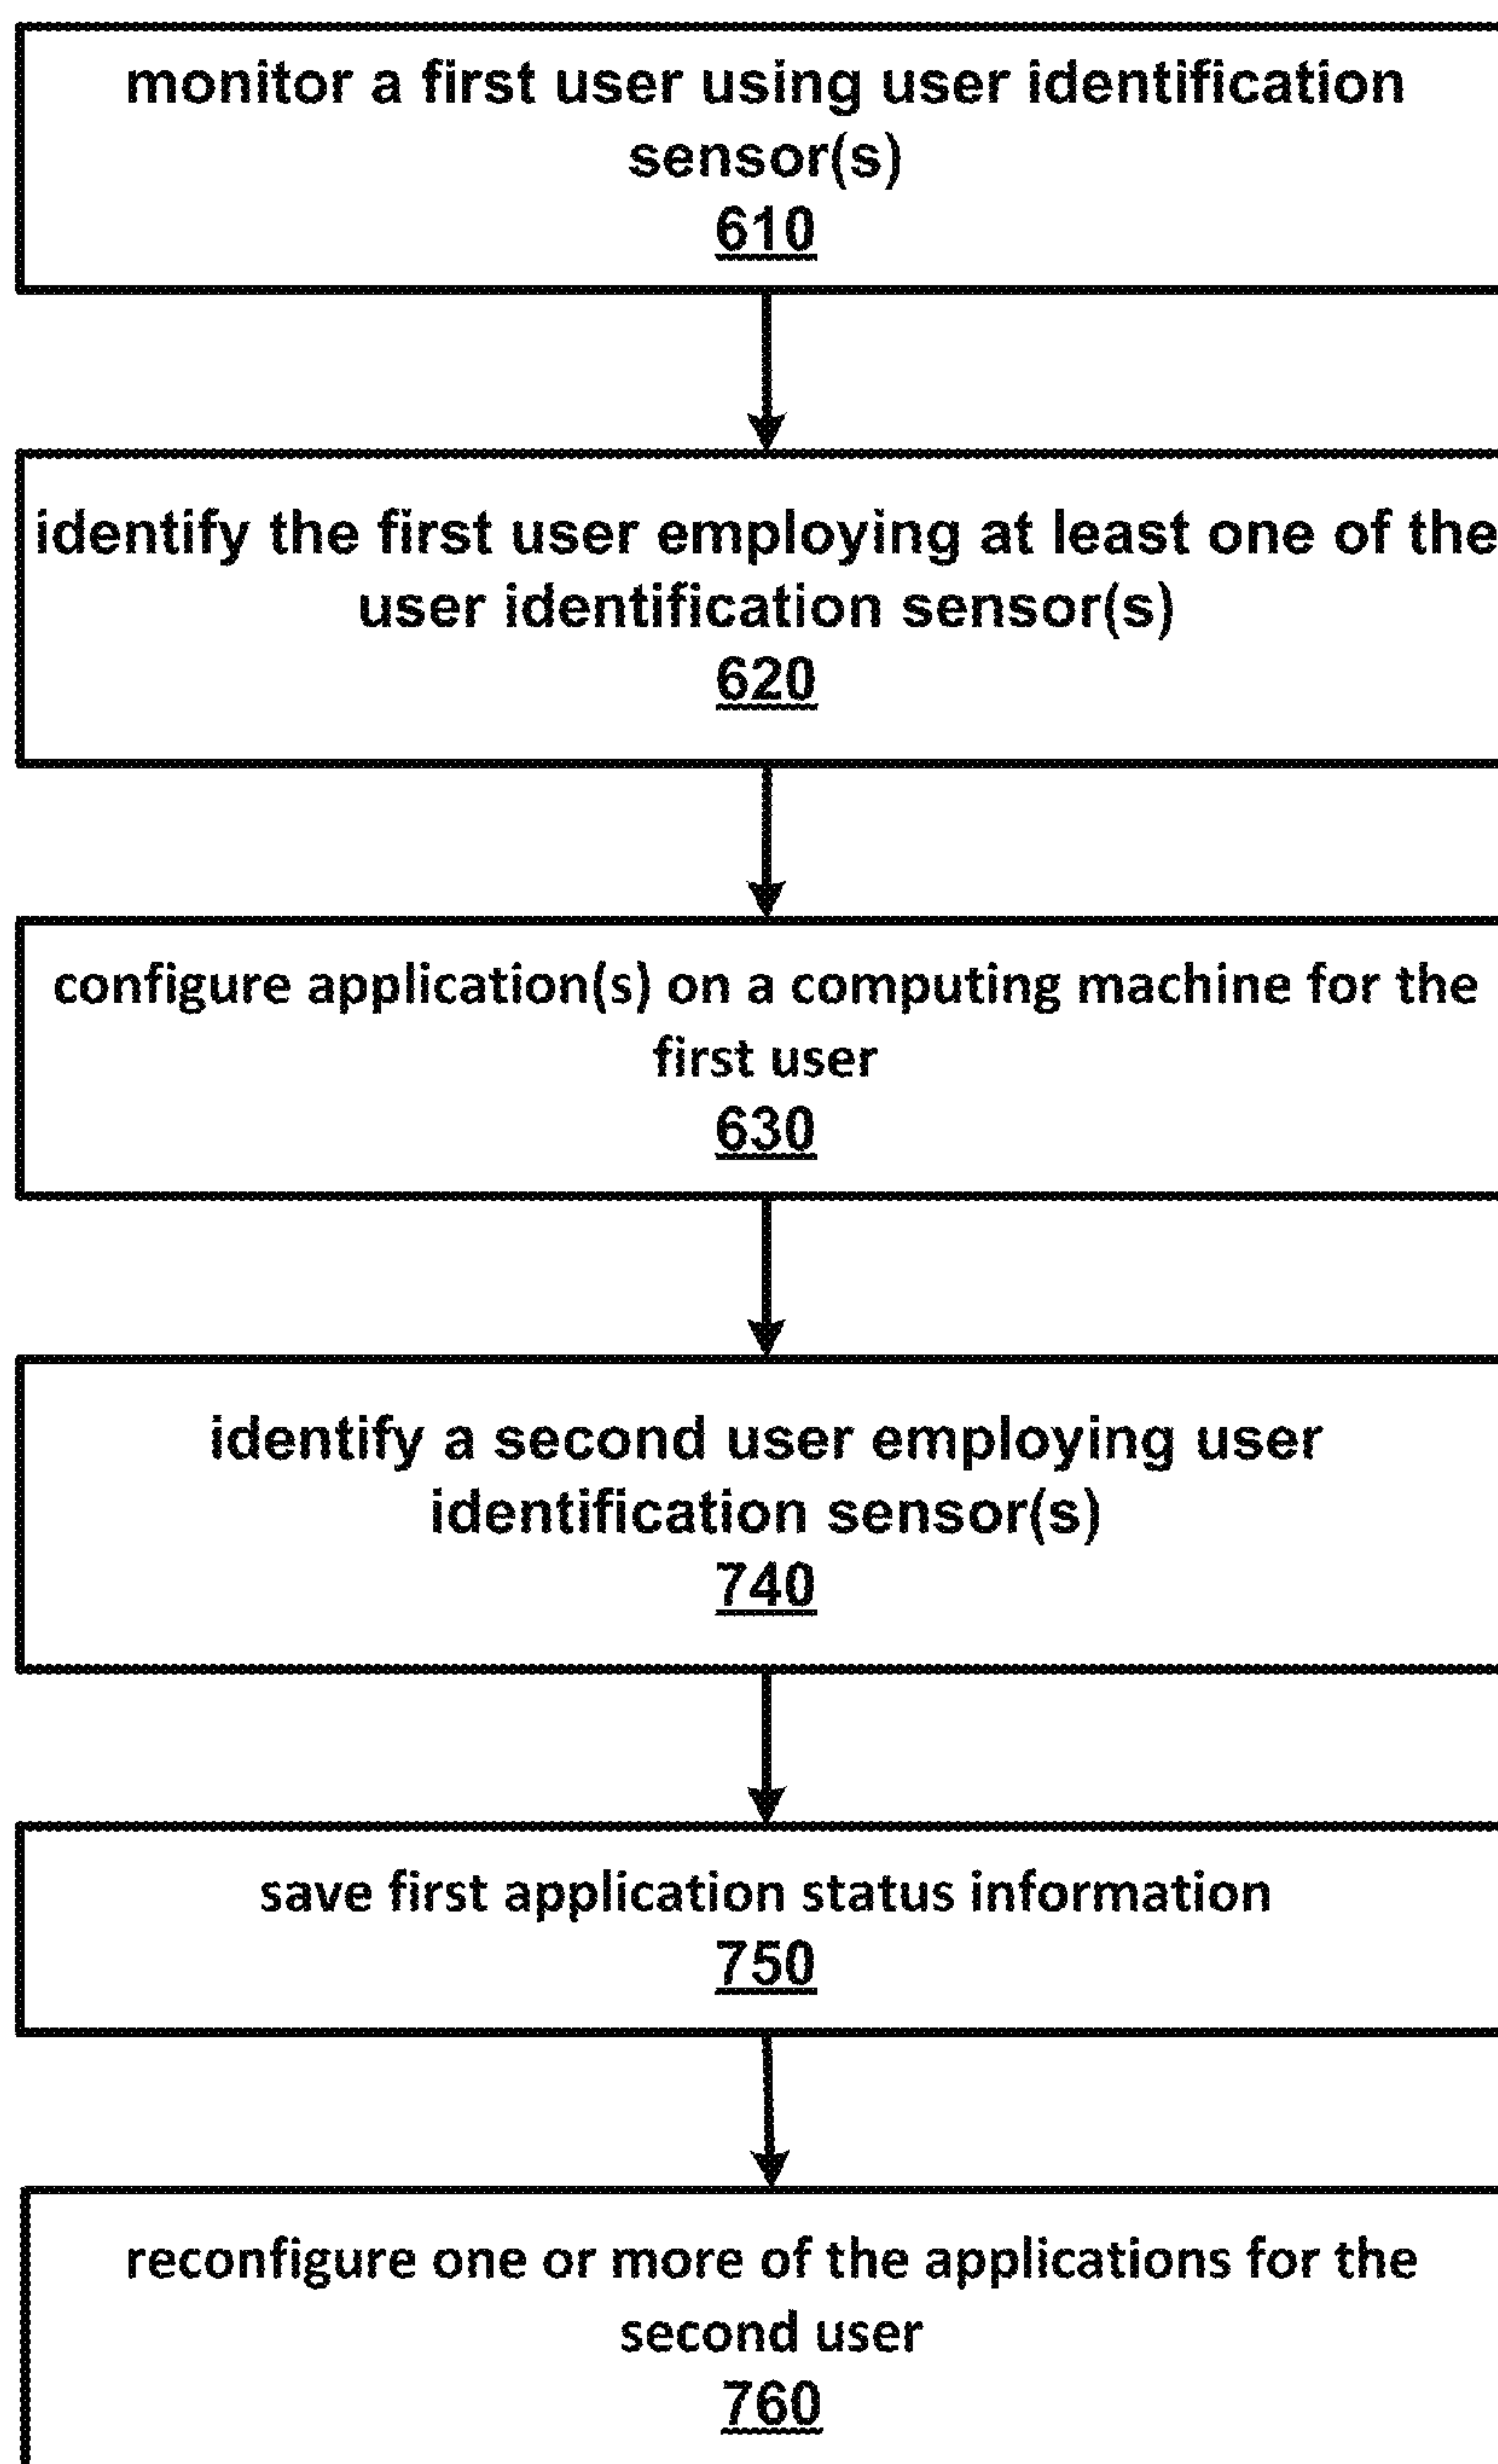 monitor a first user using user identification
sensor(s)
610
identify the first user employing at least one of the
user identification sensor(s)
620
configure application(s) on a computing machine for the
first user
630
identify a second user employing user
identification sensor(s)
740
save first application status information
750
reconfigure one or more of the applications for the
second user
760